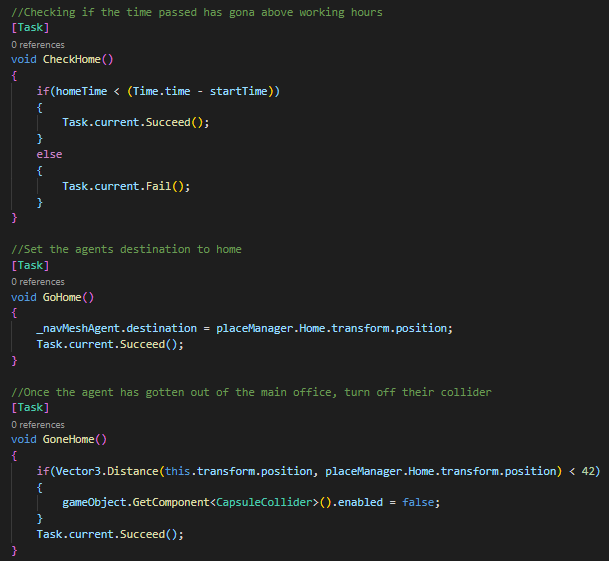 //Checking if the time passed has gona above working hours
[Task]
0 references
void CheckHome()
{
if(homeTime < (Time.time - startTime))
{
Task.current.Succeed();
}
else
{
Task.current.Fail();
}
}
//Set the agents destination to home
[Task]
0 references
void GoHome()
{
_navMeshAgent.destination = placeManager.Home.transform.position;
Task.current.Succeed();
}
//Once the agent has gotten out of the main office, turn off their collider
[Task]
0 references
void GoneHome()
{
if(Vector3.Distance(this.transform.position, placeManager.Home.transform.position) < 42)
{
gameObject.GetComponent<CapsuleCollider>().enabled = false;
}
Task.current.Succeed();
}